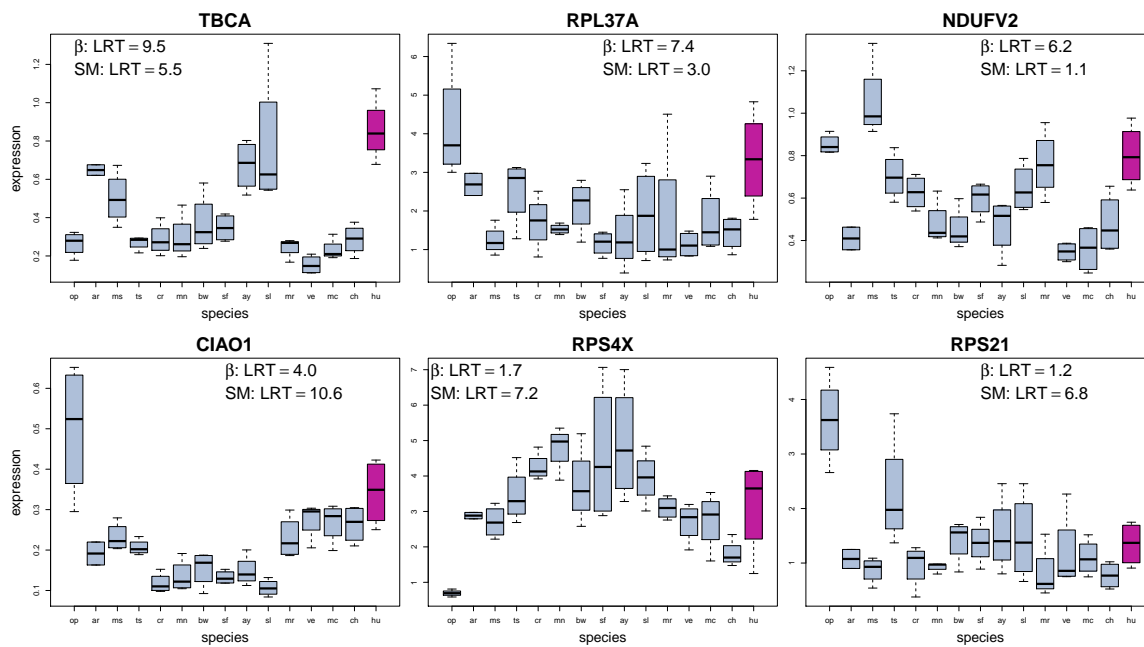 TBCA
β: LRT = 9.5
SM: LRT = 5.5
expression
0.2 0.4 0.6 0.8 1.0 1.2
op ar ms ts cr mn bw sf ay sl mr ve mc ch hu
species
RPL37A
β: LRT = 7.4
SM: LRT = 3.0
1 2 3 4 5 6
op ar ms ts cr mn bw sf ay sl mr ve mc ch hu
species
NDUFV2
β: LRT = 6.2
SM: LRT = 1.1
0.4 0.6 0.8 1.0 1.2
op ar ms ts cr mn bw sf ay sl mr ve mc ch hu
species
CIAO1
β: LRT = 4.0
SM: LRT = 10.6
expression
0.1 0.2 0.3 0.4 0.5 0.6
op ar ms ts cr mn bw sf ay sl mr ve mc ch hu
species
RPS4X
β: LRT = 1.7
SM: LRT = 7.2
1 2 3 4 5 6 7
op ar ms ts cr mn bw sf ay sl mr ve mc ch hu
species
RPS21
β: LRT = 1.2
SM: LRT = 6.8
1 2 3 4
op ar ms ts cr mn bw sf ay sl mr ve mc ch hu
species